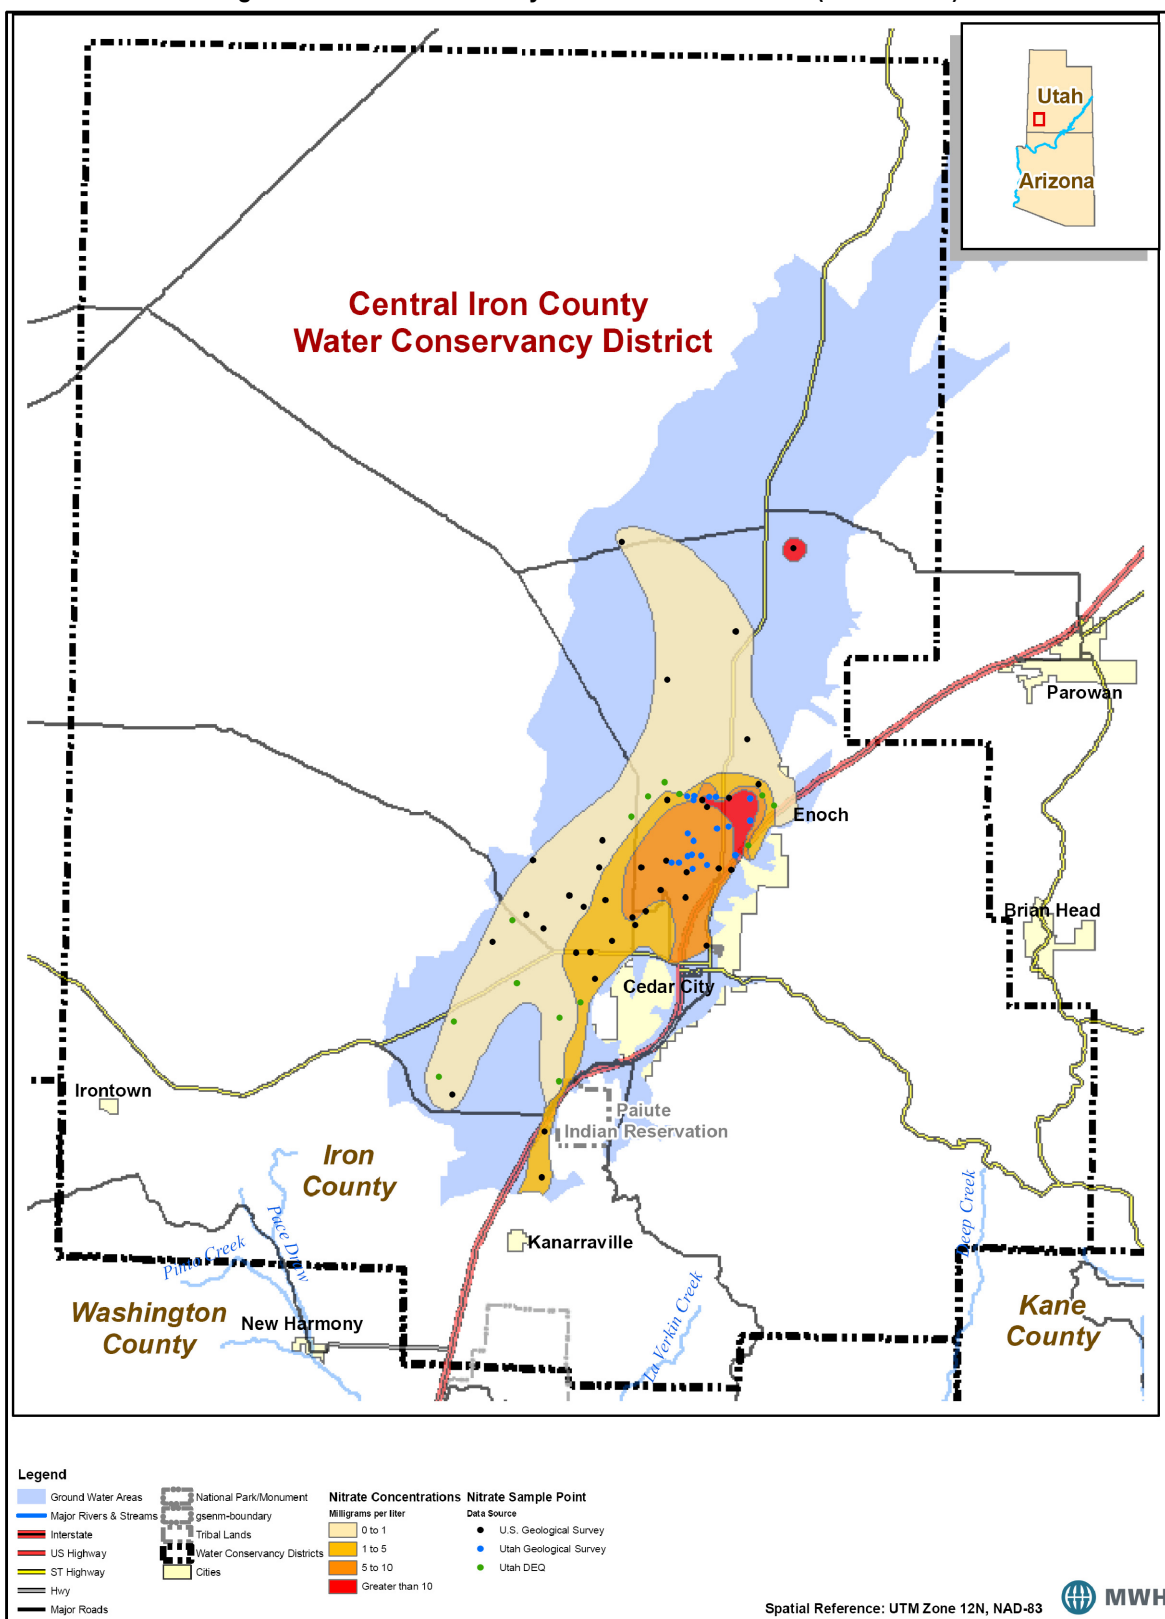 Utah
Arizona
Central Iron County
Water Conservancy District
Parowan
Enoch
Brian Head
Cedar City
Irontown
Paiute
Indian Reservation
Iron
County
Pace Draw
Pinto Creek
Kanarraville
Deep Creek
La Verkin Creek
Washington
County
New Harmony
Kane
County
Legend
Ground Water Areas
Major Rivers & Streams
Interstate
US Highway
ST Highway
Hwy
Major Roads
National Park/Monument
gsenm-boundary
Tribal Lands
Water Conservancy Districts
Cities
Nitrate Concentrations
Milligrams per liter
0 to 1
1 to 5
5 to 10
Greater than 10
Nitrate Sample Point
Data Source
U.S. Geological Survey
Utah Geological Survey
Utah DEQ
Spatial Reference: UTM Zone 12N, NAD-83
MWH